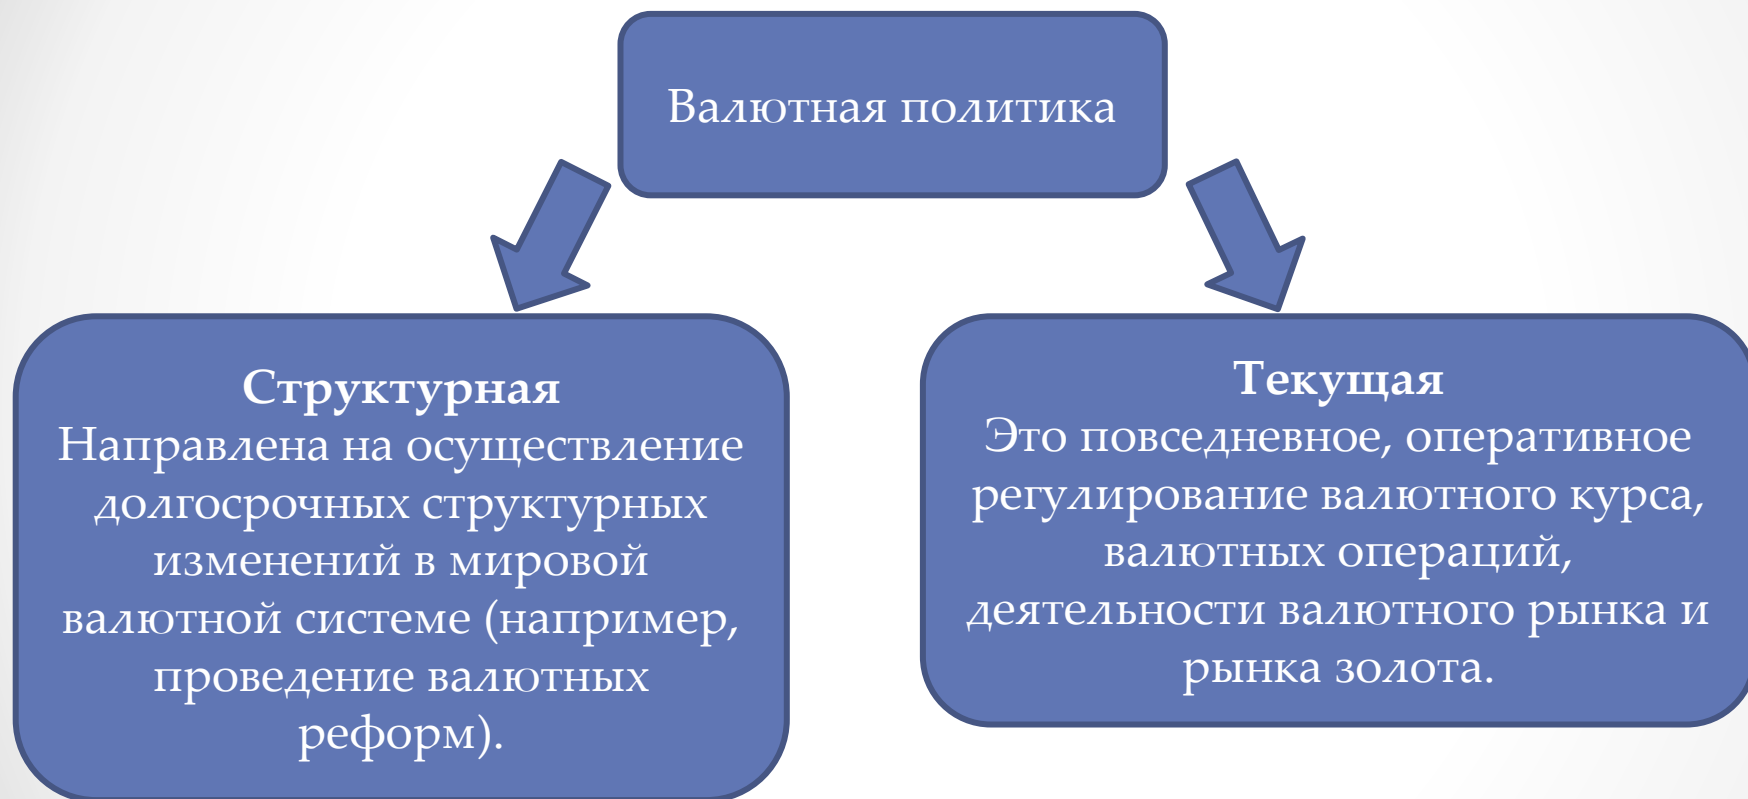 Валютная политика
Структурная
Направлена на осуществление
долгосрочных структурных
изменений в мировой
валютной системе (например,
проведение валютных
реформ).
Текущая
Это повседневное, оперативное
регулирование валютного курса,
валютных операций,
деятельности валютного рынка и
рынка золота.